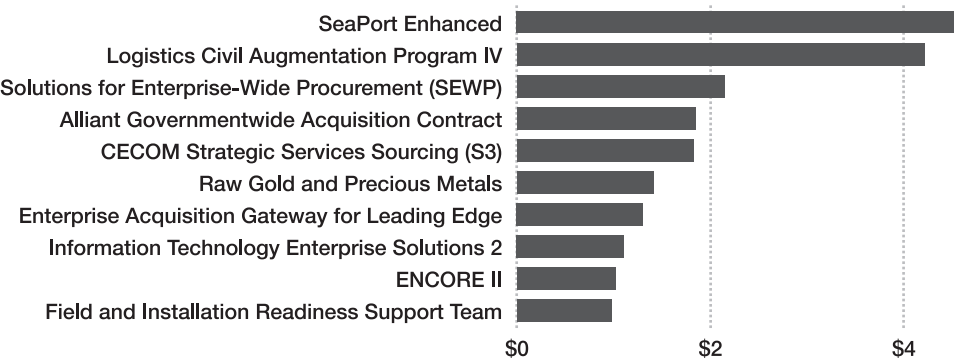 SeaPort Enhanced
Logistics Civil Augmentation Program IV
Solutions for Enterprise-Wide Procurement (SEWP)
Alliant Governmentwide Acquisition Contract
CECOM Strategic Services Sourcing (S3)
Raw Gold and Precious Metals
Enterprise Acquisition Gateway for Leading Edge
Information Technology Enterprise Solutions 2
ENCORE II
Field and Installation Readiness Support Team
$0 $2 $4